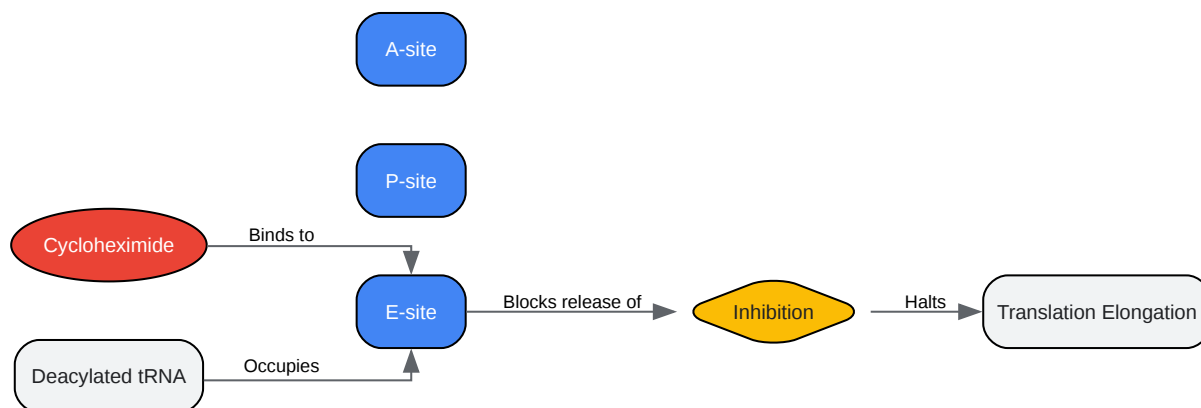 A-site
P-site
Cycloheximide
Binds to
E-site
Blocks release of
Inhibition
Halts
Translation Elongation
Deacylated tRNA
Occupies